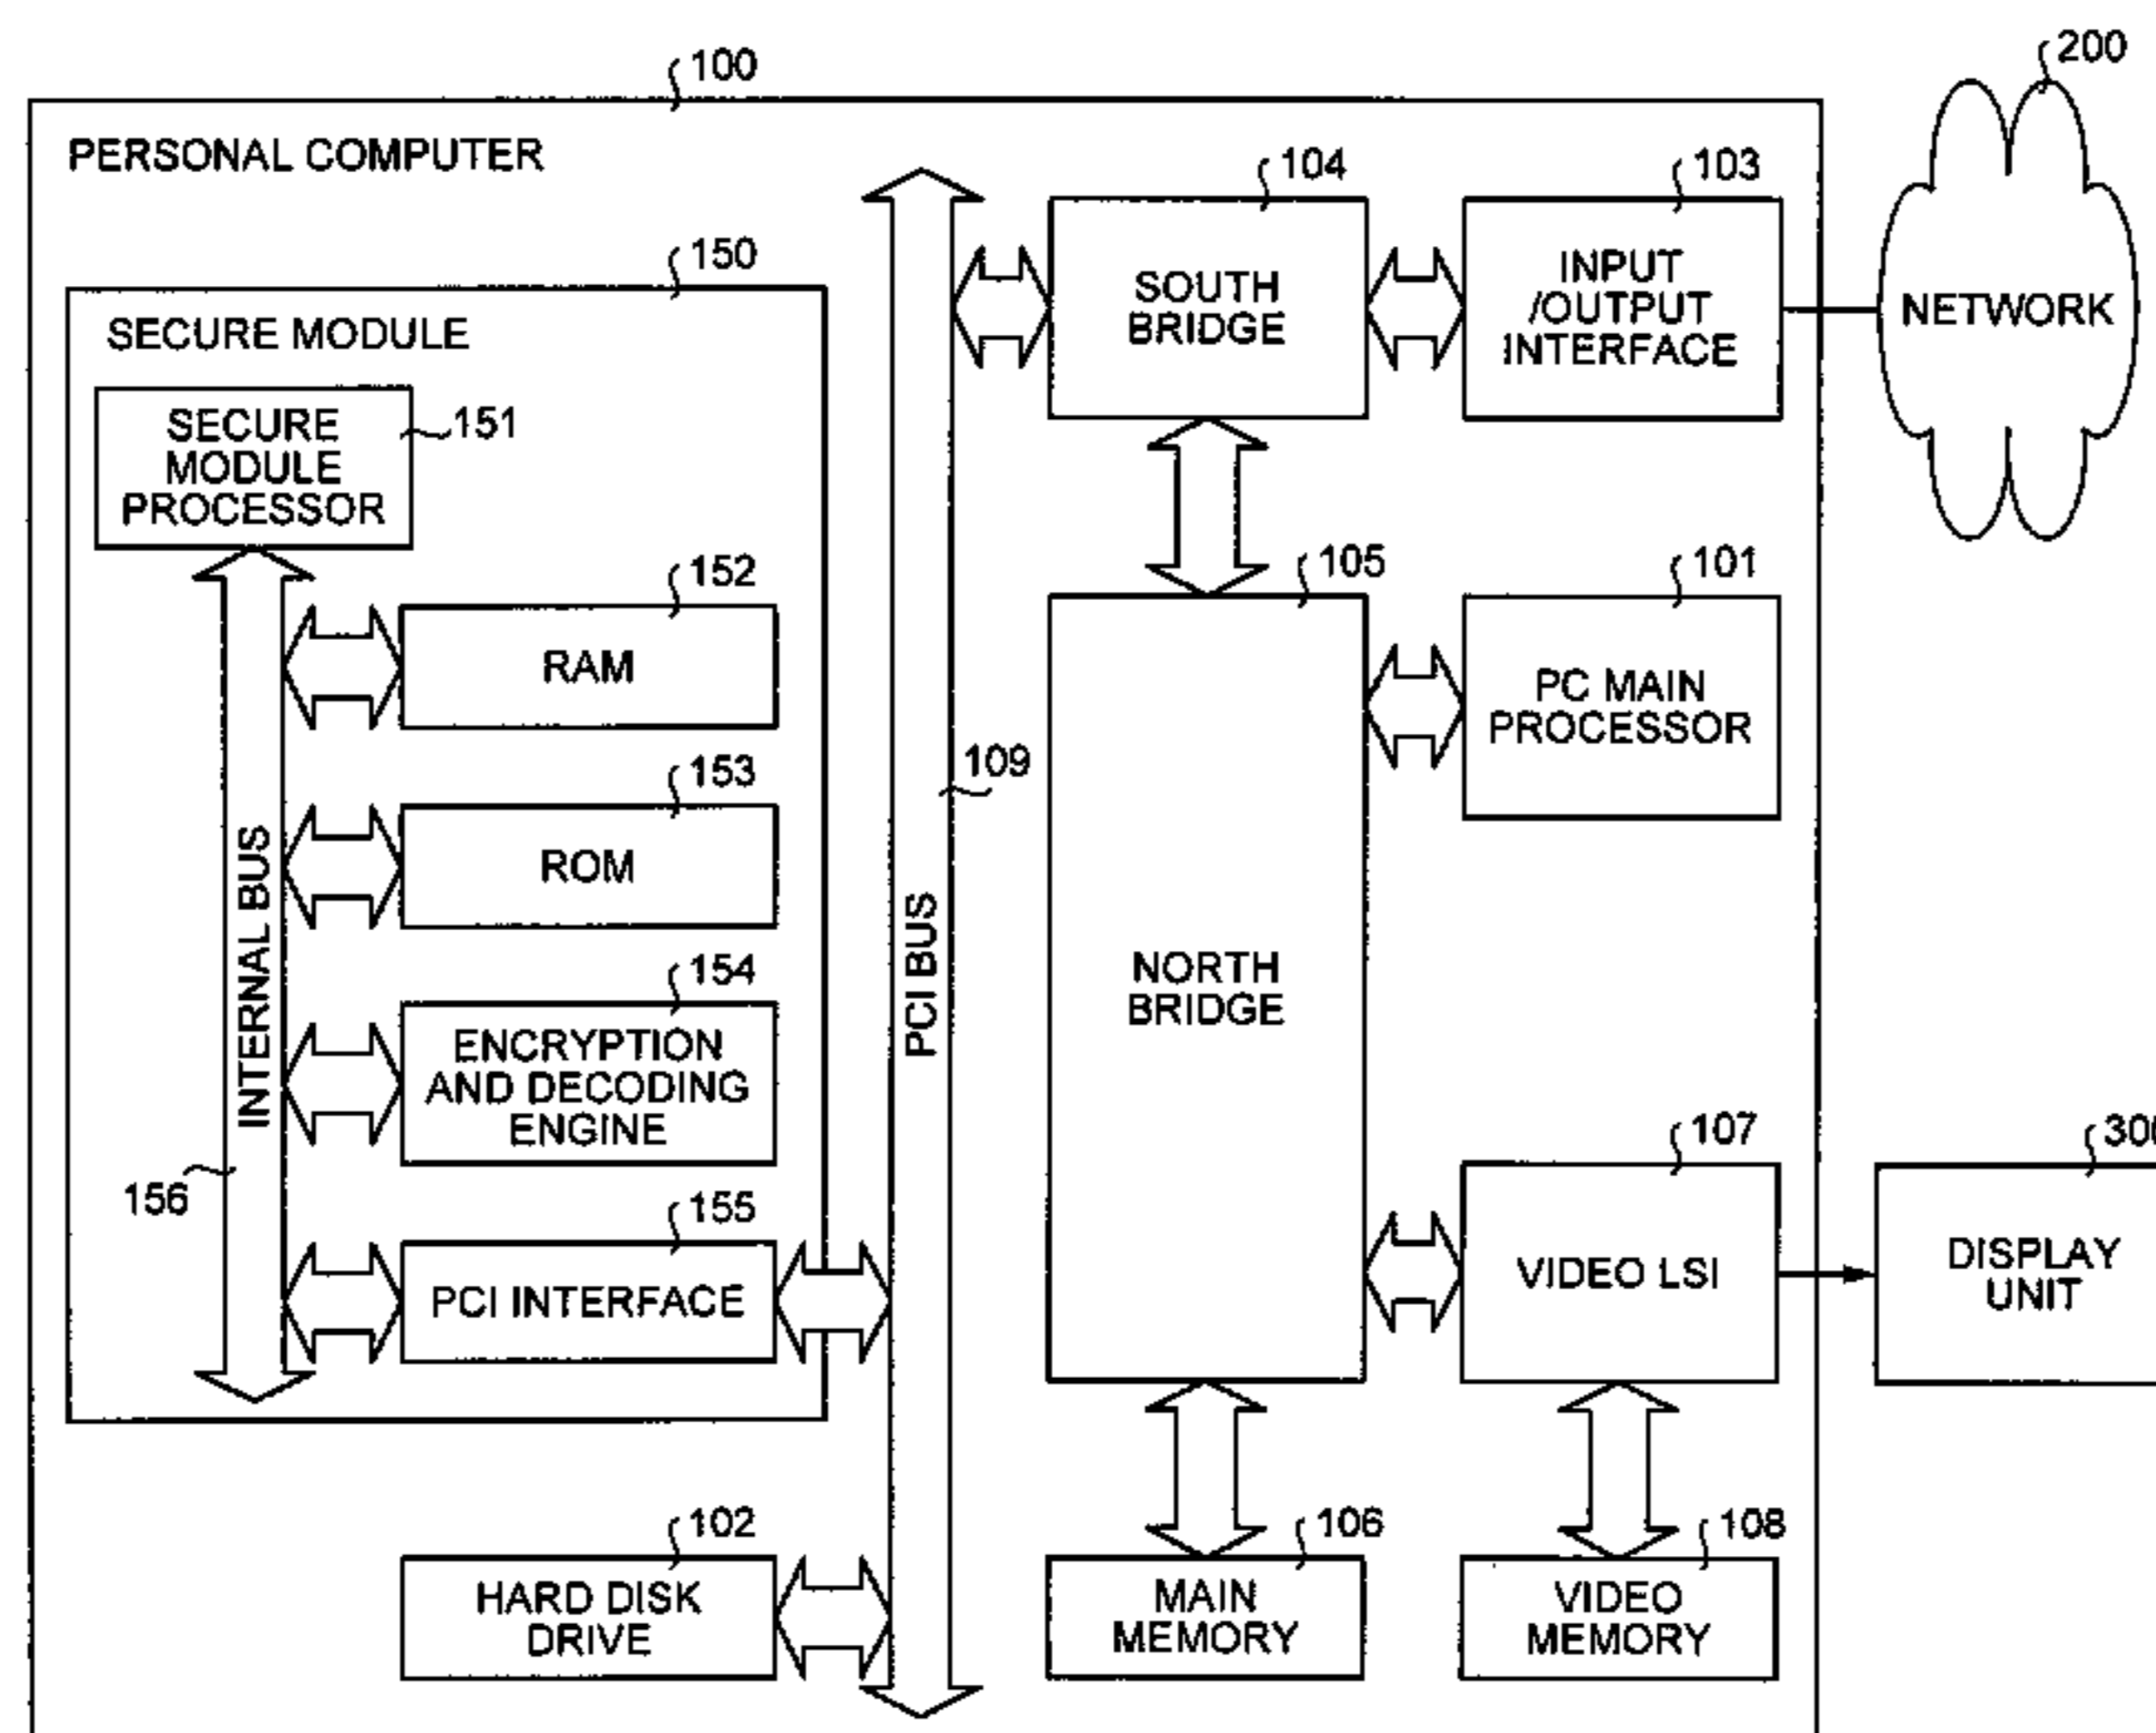 100
200
PERSONAL COMPUTER
104
103
150
SECURE MODULE
SOUTH
BRIDGE
INPUT
/OUTPUT
INTERFACE
NETWORK
SECURE
MODULE
PROCESSOR
151
152
RAM
105
101
PC MAIN
PROCESSOR
109
153
ROM
INTERNAL BUS
PCI BUS
NORTH
BRIDGE
154
ENCRYPTION
AND DECODING
ENGINE
156
155
PCI INTERFACE
107
VIDEO LSI
DISPLAY
UNIT
102
HARD DISK
DRIVE
106
MAIN
MEMORY
108
VIDEO
MEMORY